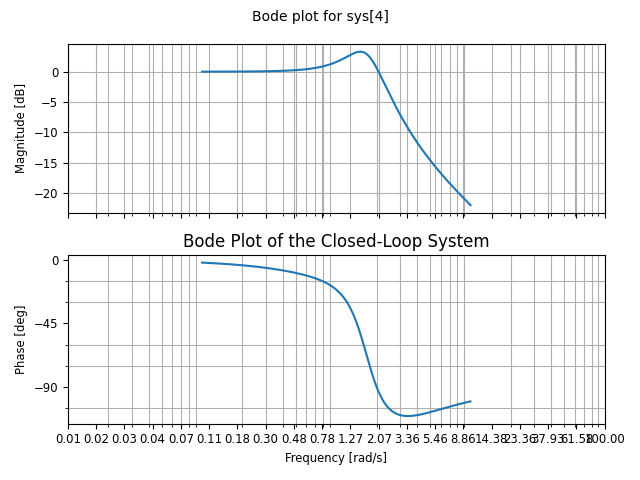 Bode plot for sys[4]
Magnitude [dB]
0
−5
−10
−15
−20
Bode Plot of the Closed-Loop System
Phase [deg]
0
−45
−90
0.01 0.02 0.03 0.04 0.07 0.11 0.18 0.30 0.48 0.78 1.27 2.07 3.36 5.46 8.86 14.38 23.36 37.93 61.58 100.00
Frequency [rad/s]